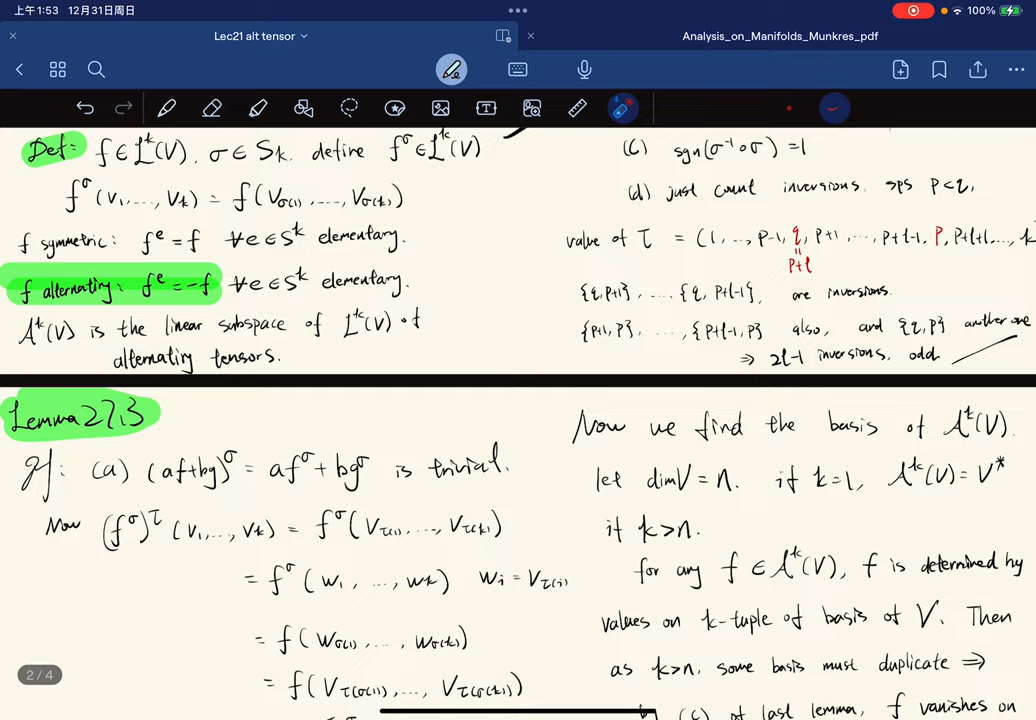 上午1:53 12月31日周日
100%
Lec21 alt tensor
Analysis_on_Manifolds_Munkres_pdf
Def: f ∈ L^k(V). σ ∈ S_k. define f^σ ∈ L^k(V)
f^σ(v_1, ..., v_k) = f(v_σ(1), ..., v_σ(k))
f symmetric: f^e = f ∀e ∈ S^k elementary.
f alternating: f^e = -f ∀e ∈ S^k elementary.
A^k(V) is the linear subspace of L^k(V) of
alternating tensors.
(c) sgn(σ^-1 ∘ σ) = 1
(d) just count inversions. sps p < q,
value of τ = (1, .., p-1, q, p+1, ..., p+l-1, p, p+l+1, ..., k
=
p+l
{q, p+1}, .... {q, p+l-1}, are inversions.
{p+1, p}, ...., {p+l-1, p} also, and {q, p} another one
⇒ 2l-1 inversions, odd
Lemma 27.3
pf: (a) (af+bg)^σ = af^σ + bg^σ is trivial.
Now (f^σ)^τ (v_1, ..., v_k) = f^σ(v_τ(1), ..., v_τ(k))
= f^σ(w_1, ..., w_k) w_i = v_τ(i)
= f(w_σ(1), ..., w_σ(k))
= f(v_τ(σ(1)), ..., v_τ(σ(k)))
Now we find the basis of A^k(V).
let dimV = n. if k=1, A^k(V) = V*
if k>n.
for any f ∈ A^k(V), f is determined by
values on k-tuple of basis of V. Then
as k>n, some basis must duplicate ⇒
by (c) of last lemma, f vanishes on
2 / 4